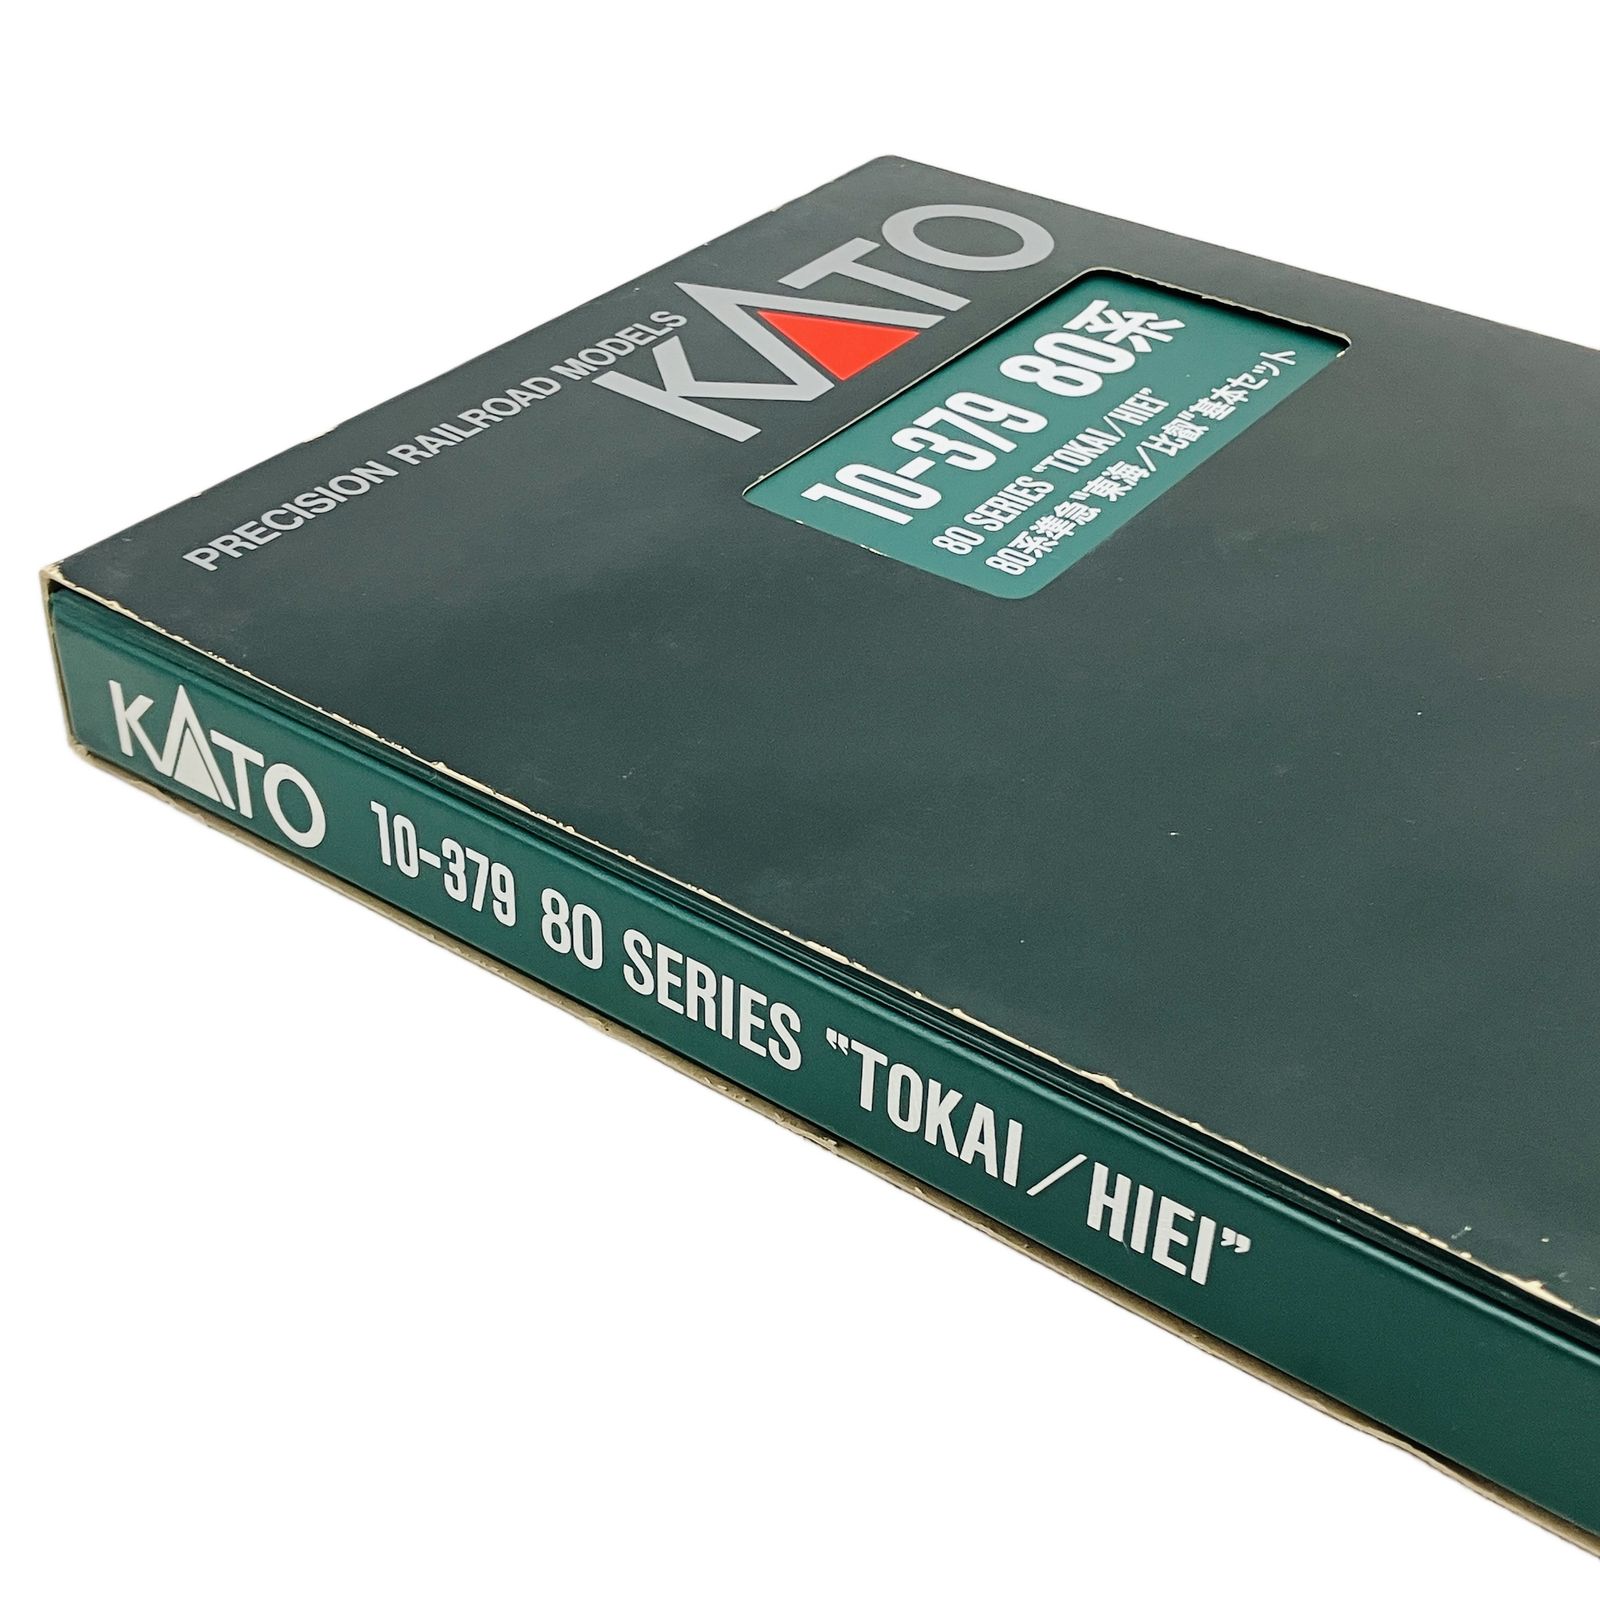 PRECISION RAILROAD MODELS
KATO
10-379 80系
80 SERIES “TOKAI/HIEI”
80系準急“東海/比叡”基本セット
KATO 10-379 80 SERIES “TOKAI/HIEI”